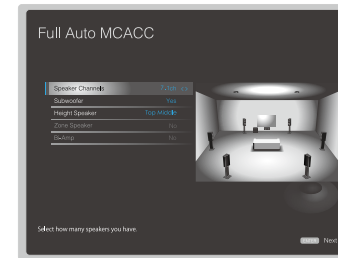 Full Auto MCACC
Speaker Channels
Subwoofer Yes
Height Speaker Top Middle
Zone Speaker No
Bi-Amp No
Select how many speakers you have.
Next